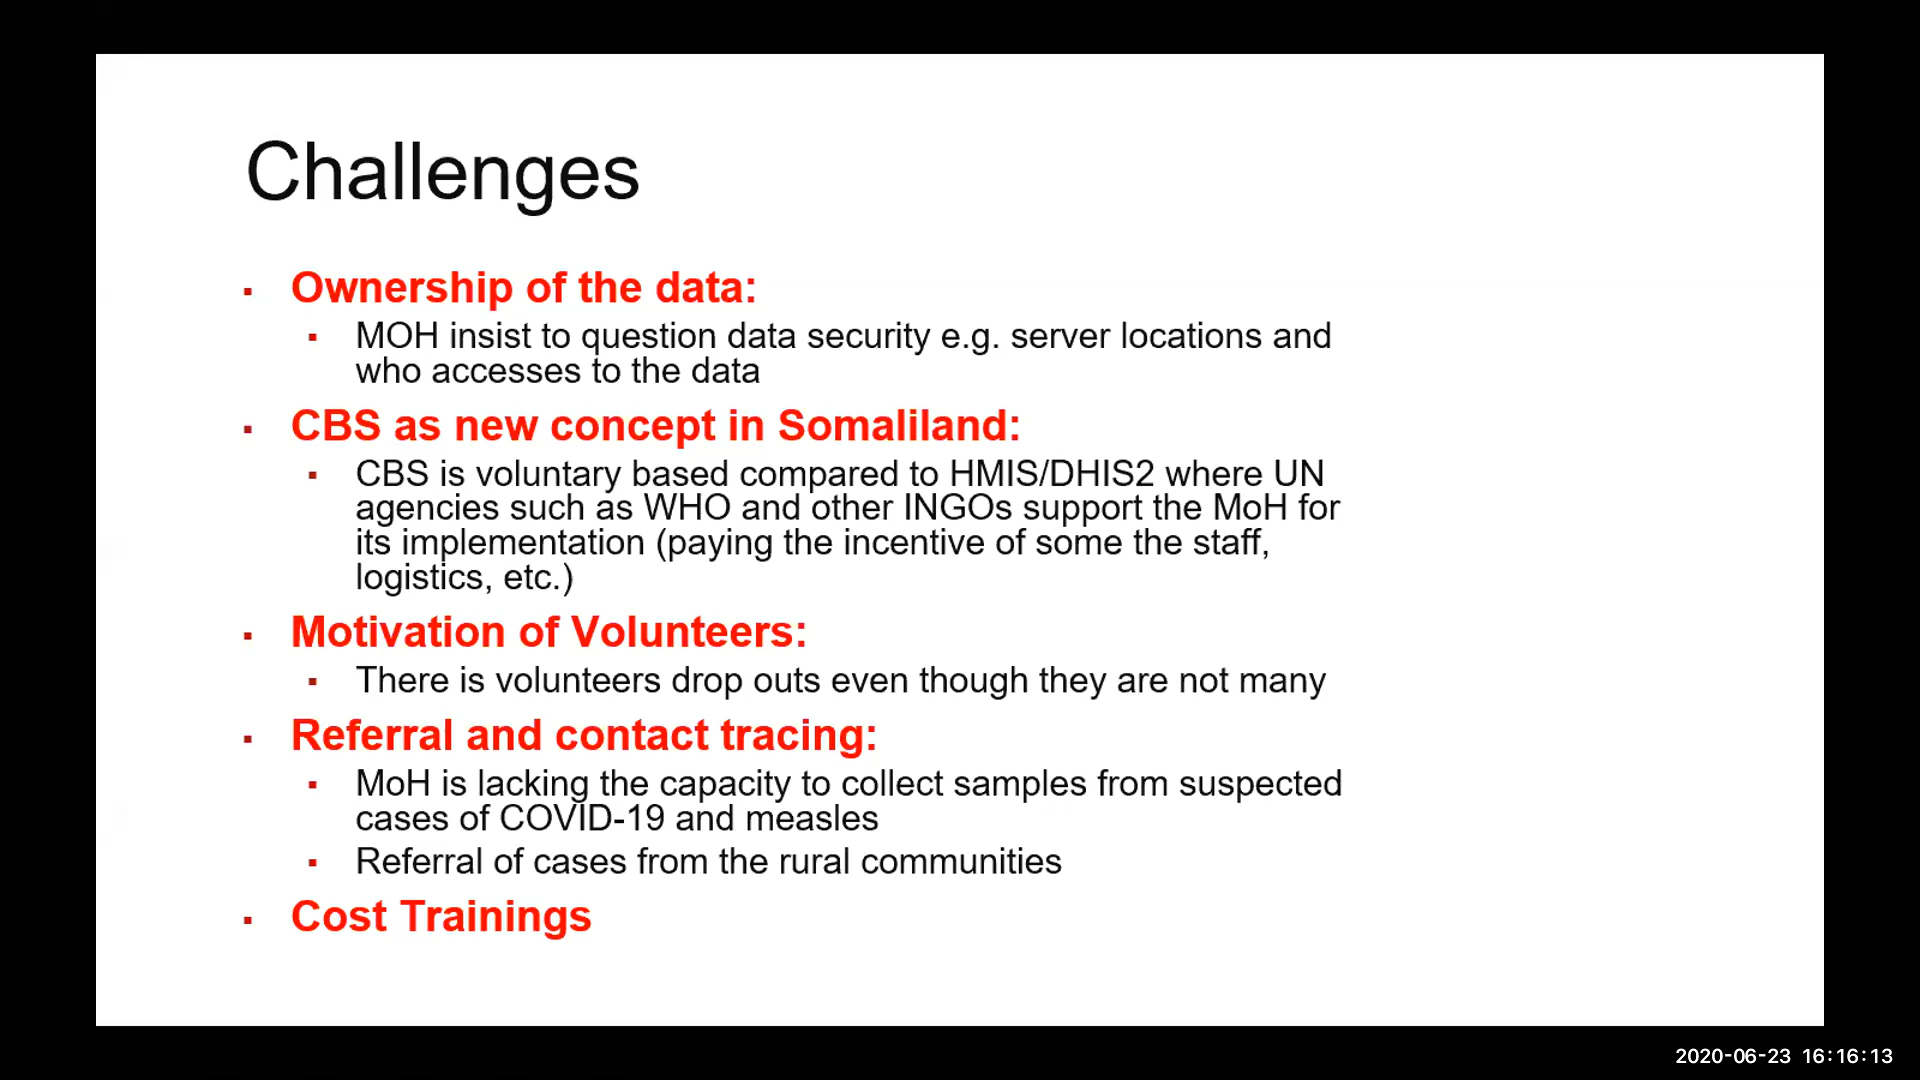 Challenges
▪ Ownership of the data:
▪ MOH insist to question data security e.g. server locations and
who accesses to the data
▪ CBS as new concept in Somaliland:
▪ CBS is voluntary based compared to HMIS/DHIS2 where UN
agencies such as WHO and other INGOs support the MoH for
its implementation (paying the incentive of some the staff,
logistics, etc.)
▪ Motivation of Volunteers:
▪ There is volunteers drop outs even though they are not many
▪ Referral and contact tracing:
▪ MoH is lacking the capacity to collect samples from suspected
cases of COVID-19 and measles
▪ Referral of cases from the rural communities
▪ Cost Trainings
2020-06-23 16:16:13